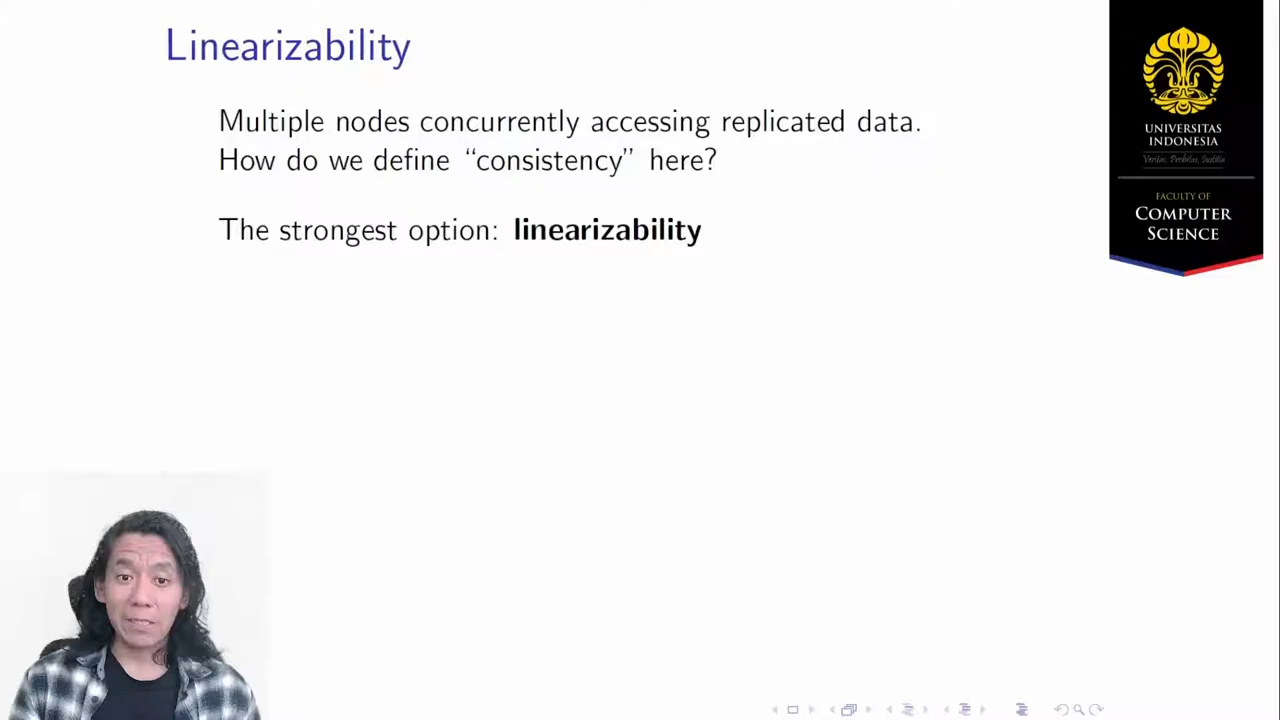 Linearizability
Multiple nodes concurrently accessing replicated data.
How do we define “consistency” here?
The strongest option: linearizability
UNIVERSITAS
INDONESIA
Veritas, Probitas, Iustitia
FACULTY OF
COMPUTER
SCIENCE